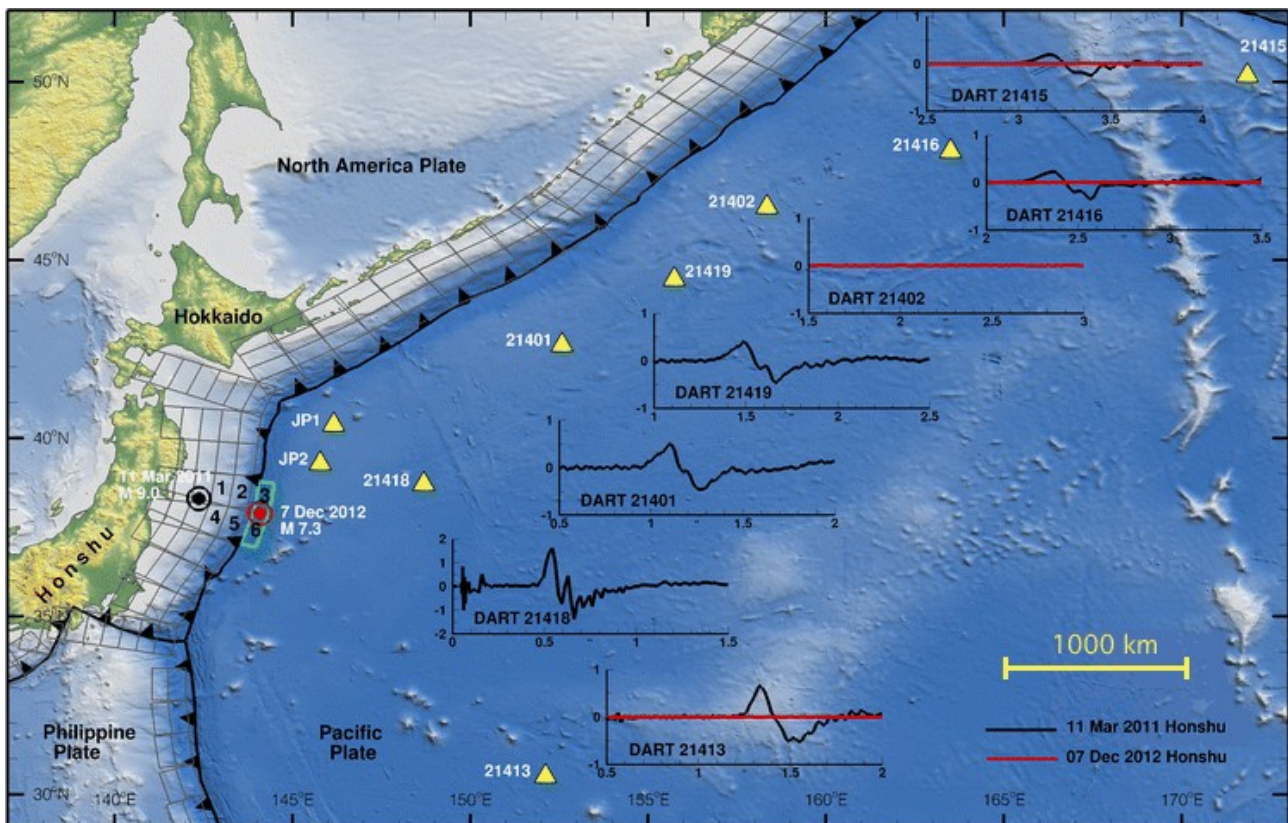 50°N
45°N
40°N
35°N
30°N
140°
145°E
150°E
155°E
160°E
165°E
170°E
North America Plate
Hokkaido
Honshu
11 Mar 2011
M 9.0
7 Dec 2012
M 7.3
1
2
3
4
5
6
JP1
JP2
21418
21401
21419
21402
21416
21415
21413
Philippine
Plate
Pacific
Plate
0
-1
DART 21415
2.5
3
3.5
4
1
0
-1
DART 21416
2
2.5
3
3.5
1
0
-1
DART 21402
1.5
2
2.5
3
1
0
-1
DART 21419
1
1.5
2
2.5
1
0
-1
DART 21401
0.5
1
1.5
2
2
1
0
-1
-2
DART 21418
0
0.5
1
1.5
1
0
-1
DART 21413
0.5
1
1.5
2
1000 km
11 Mar 2011 Honshu
07 Dec 2012 Honshu